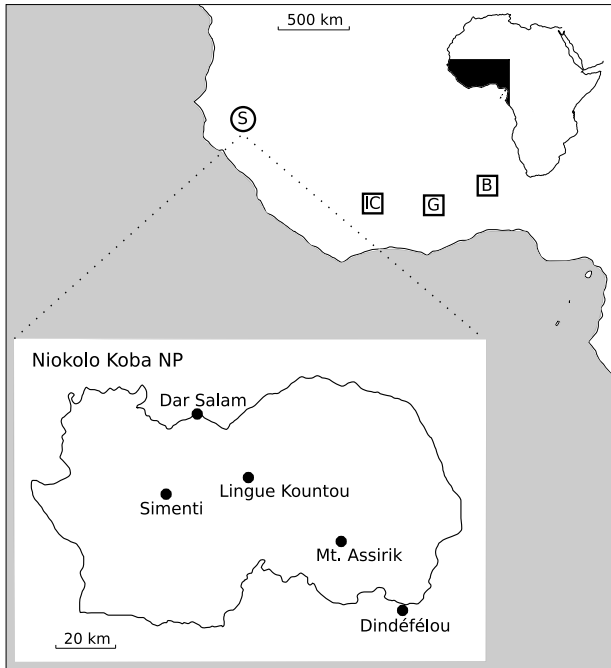 500 km
S
IC
G
B
Niokolo Koba NP
Dar Salam
Lingue Kountou
Simenti
Mt. Assirik
Dindéfélou
20 km